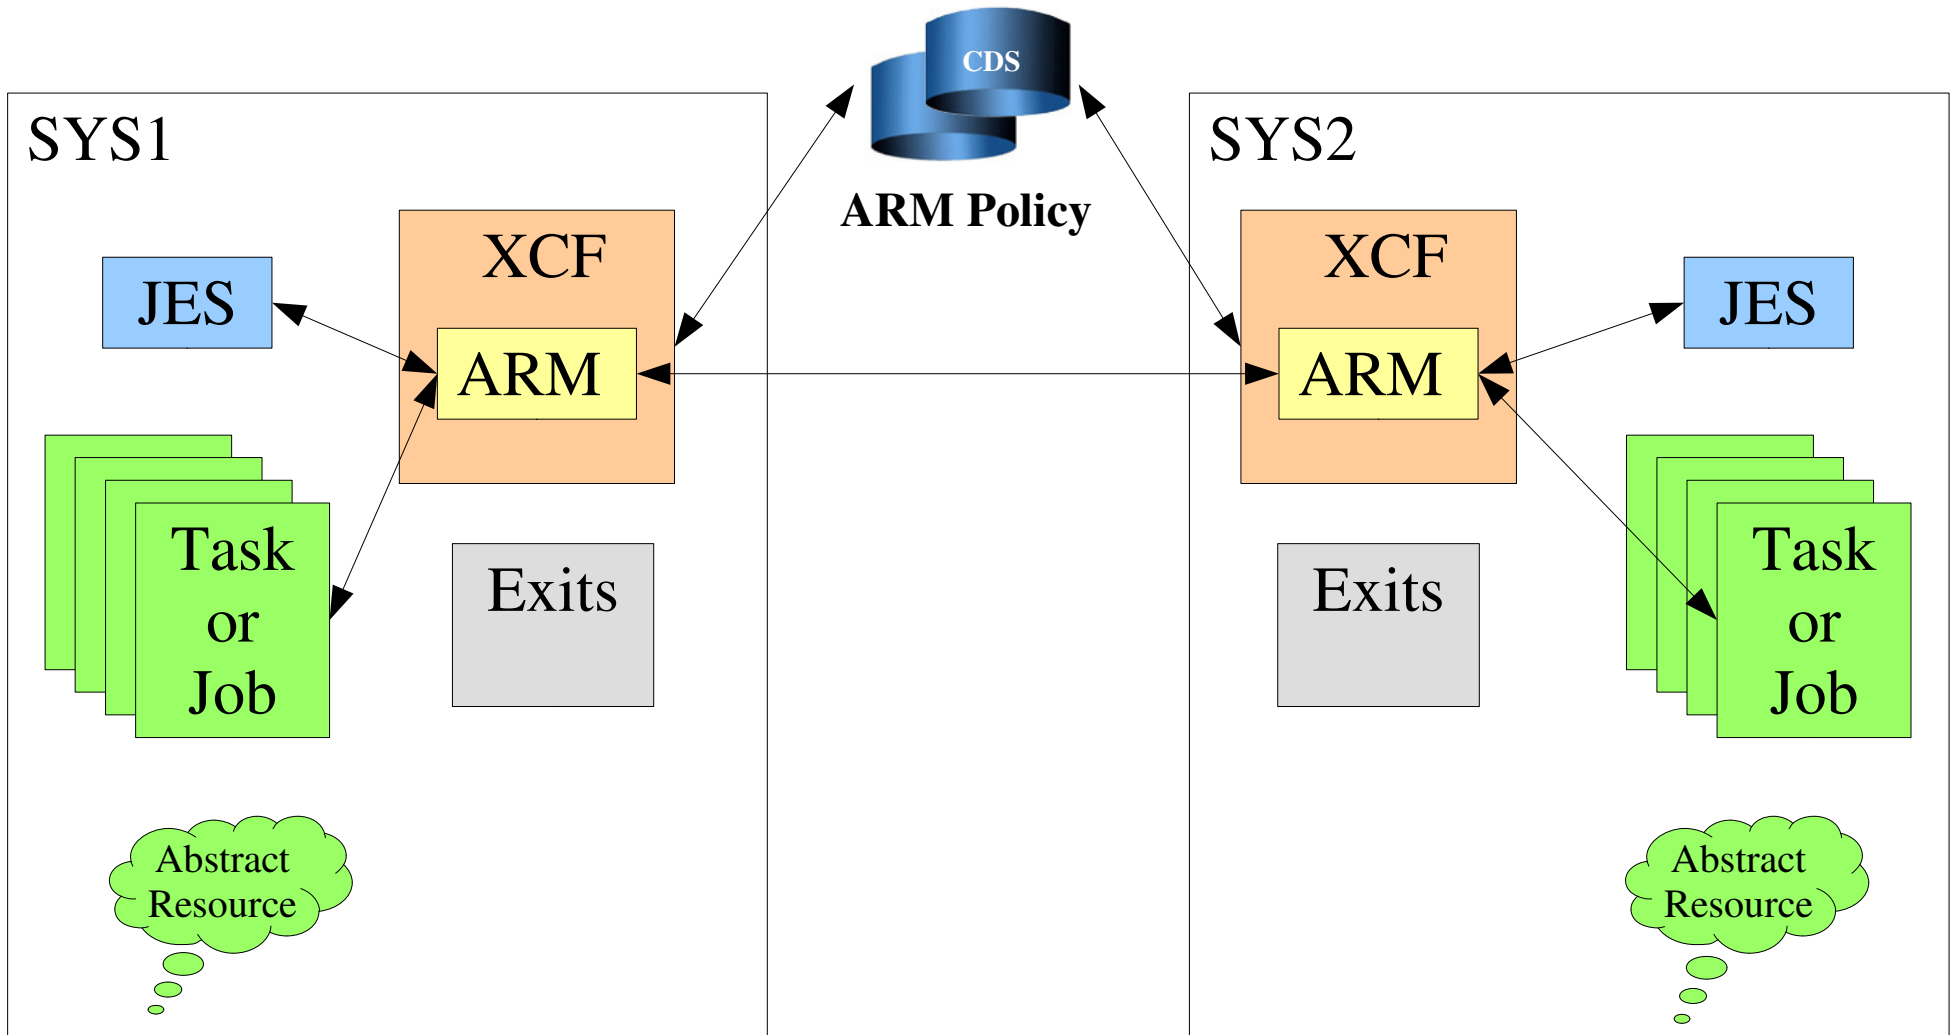 CDS
ARM Policy
SYS1
XCF
JES
ARM
Task
or
Job
Exits
Abstract
Resource
SYS2
XCF
JES
ARM
Exits
Task
or
Job
Abstract
Resource